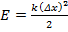 E = k(Δx)²/2